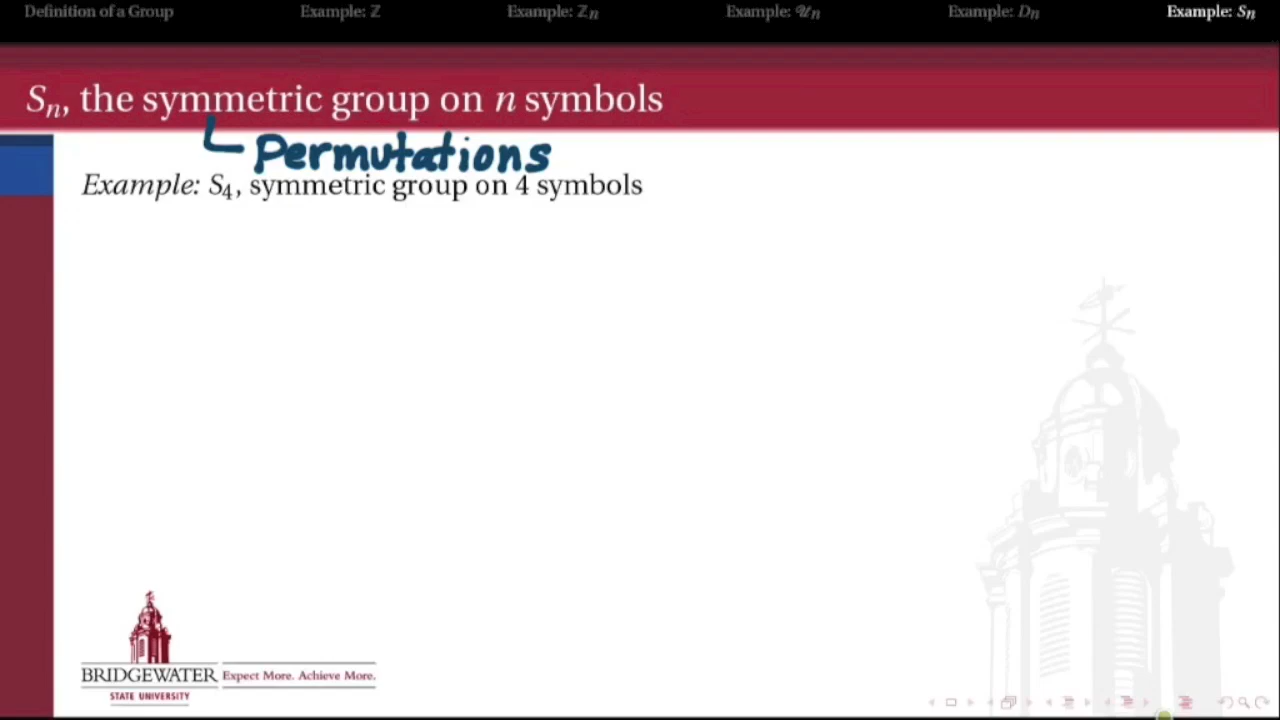 Definition of a Group Example: ℤ Example: ℤₙ Example: 𝒰ₙ Example: Dₙ Example: Sₙ
Sₙ, the symmetric group on n symbols
Permutations
Example: S₄, symmetric group on 4 symbols
BRIDGEWATER Expect More. Achieve More.
STATE UNIVERSITY